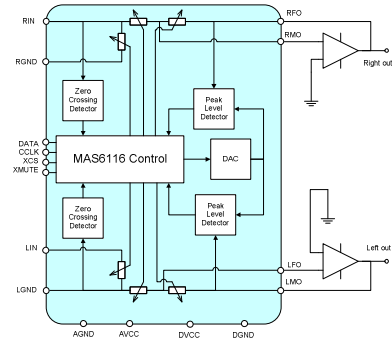 RIN
RFO
RMO
RGND
Right out
Zero
Crossing
Detector
Peak
Level
Detector
DATA
CCLK
XCS
XMUTE
MAS6116 Control
DAC
Zero
Crossing
Detector
Peak
Level
Detector
LIN
Left out
LFO
LGND
LMO
AGND
AVCC
DVCC
DGND